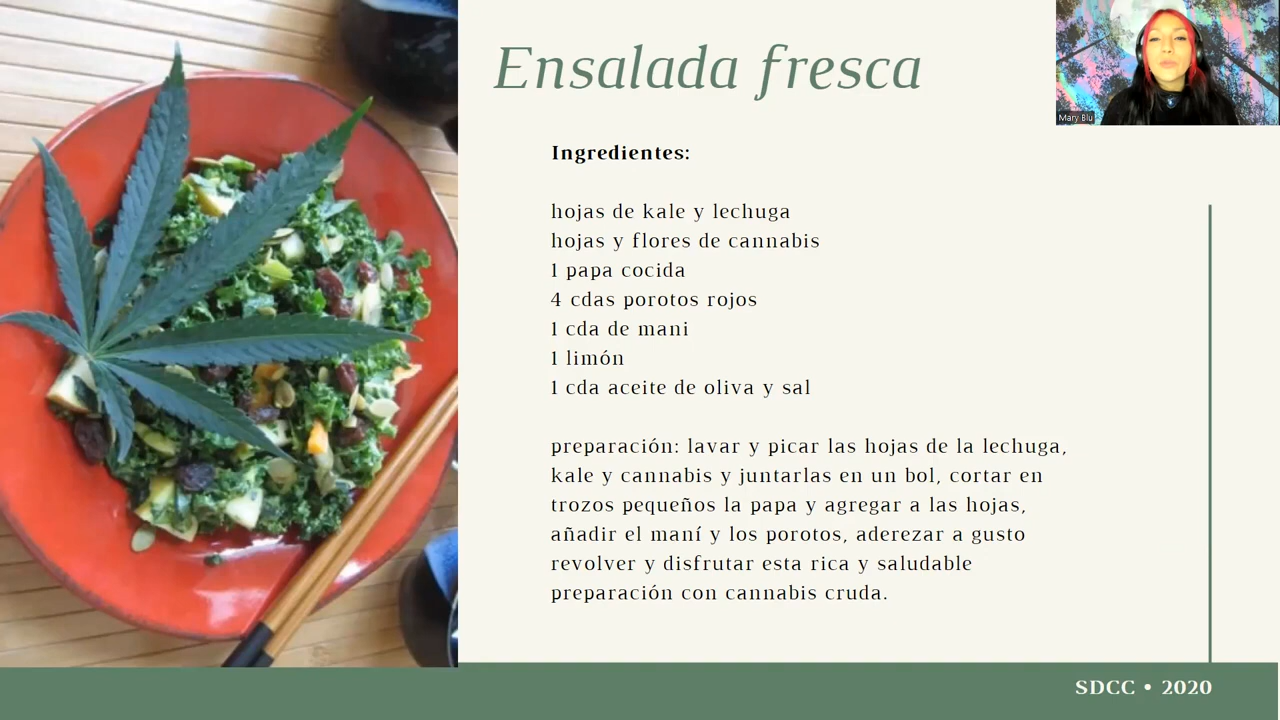 Ensalada fresca
Mary Blu
Ingredientes:
hojas de kale y lechuga
hojas y flores de cannabis
1 papa cocida
4 cdas porotos rojos
1 cda de mani
1 limón
1 cda aceite de oliva y sal
preparación: lavar y picar las hojas de la lechuga,
kale y cannabis y juntarlas en un bol, cortar en
trozos pequeños la papa y agregar a las hojas,
añadir el maní y los porotos, aderezar a gusto
revolver y disfrutar esta rica y saludable
preparación con cannabis cruda.
SDCC • 2020